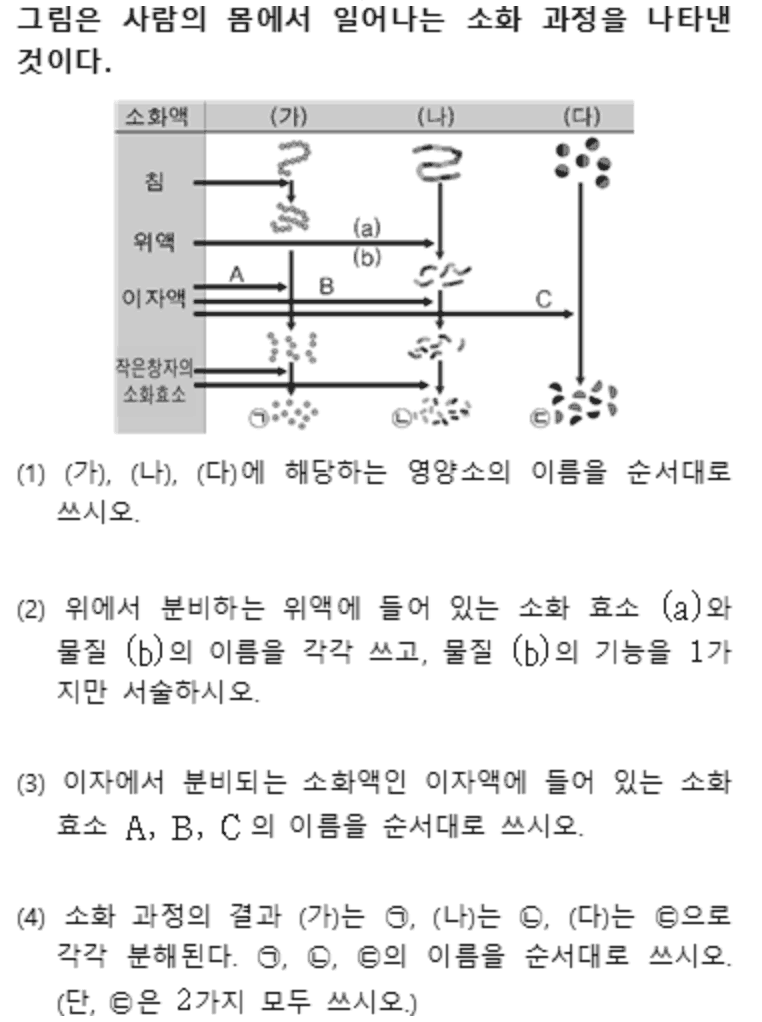 그림은 사람의 몸에서 일어나는 소화 과정을 나타낸
것이다.
소화액 (가) (나) (다)
침
위액 (a)
(b)
A
이자액 B
C
작은창자의
소화효소
㉠ ㉡ ㉢
(1) (가), (나), (다)에 해당하는 영양소의 이름을 순서대로
쓰시오.
(2) 위에서 분비하는 위액에 들어 있는 소화 효소 (a)와
물질 (b)의 이름을 각각 쓰고, 물질 (b)의 기능을 1가
지만 서술하시오.
(3) 이자에서 분비되는 소화액인 이자액에 들어 있는 소화
효소 A, B, C의 이름을 순서대로 쓰시오.
(4) 소화 과정의 결과 (가)는 ㉠, (나)는 ㉡, (다)는 ㉢으로
각각 분해된다. ㉠, ㉡, ㉢의 이름을 순서대로 쓰시오.
(단, ㉢은 2가지 모두 쓰시오.)